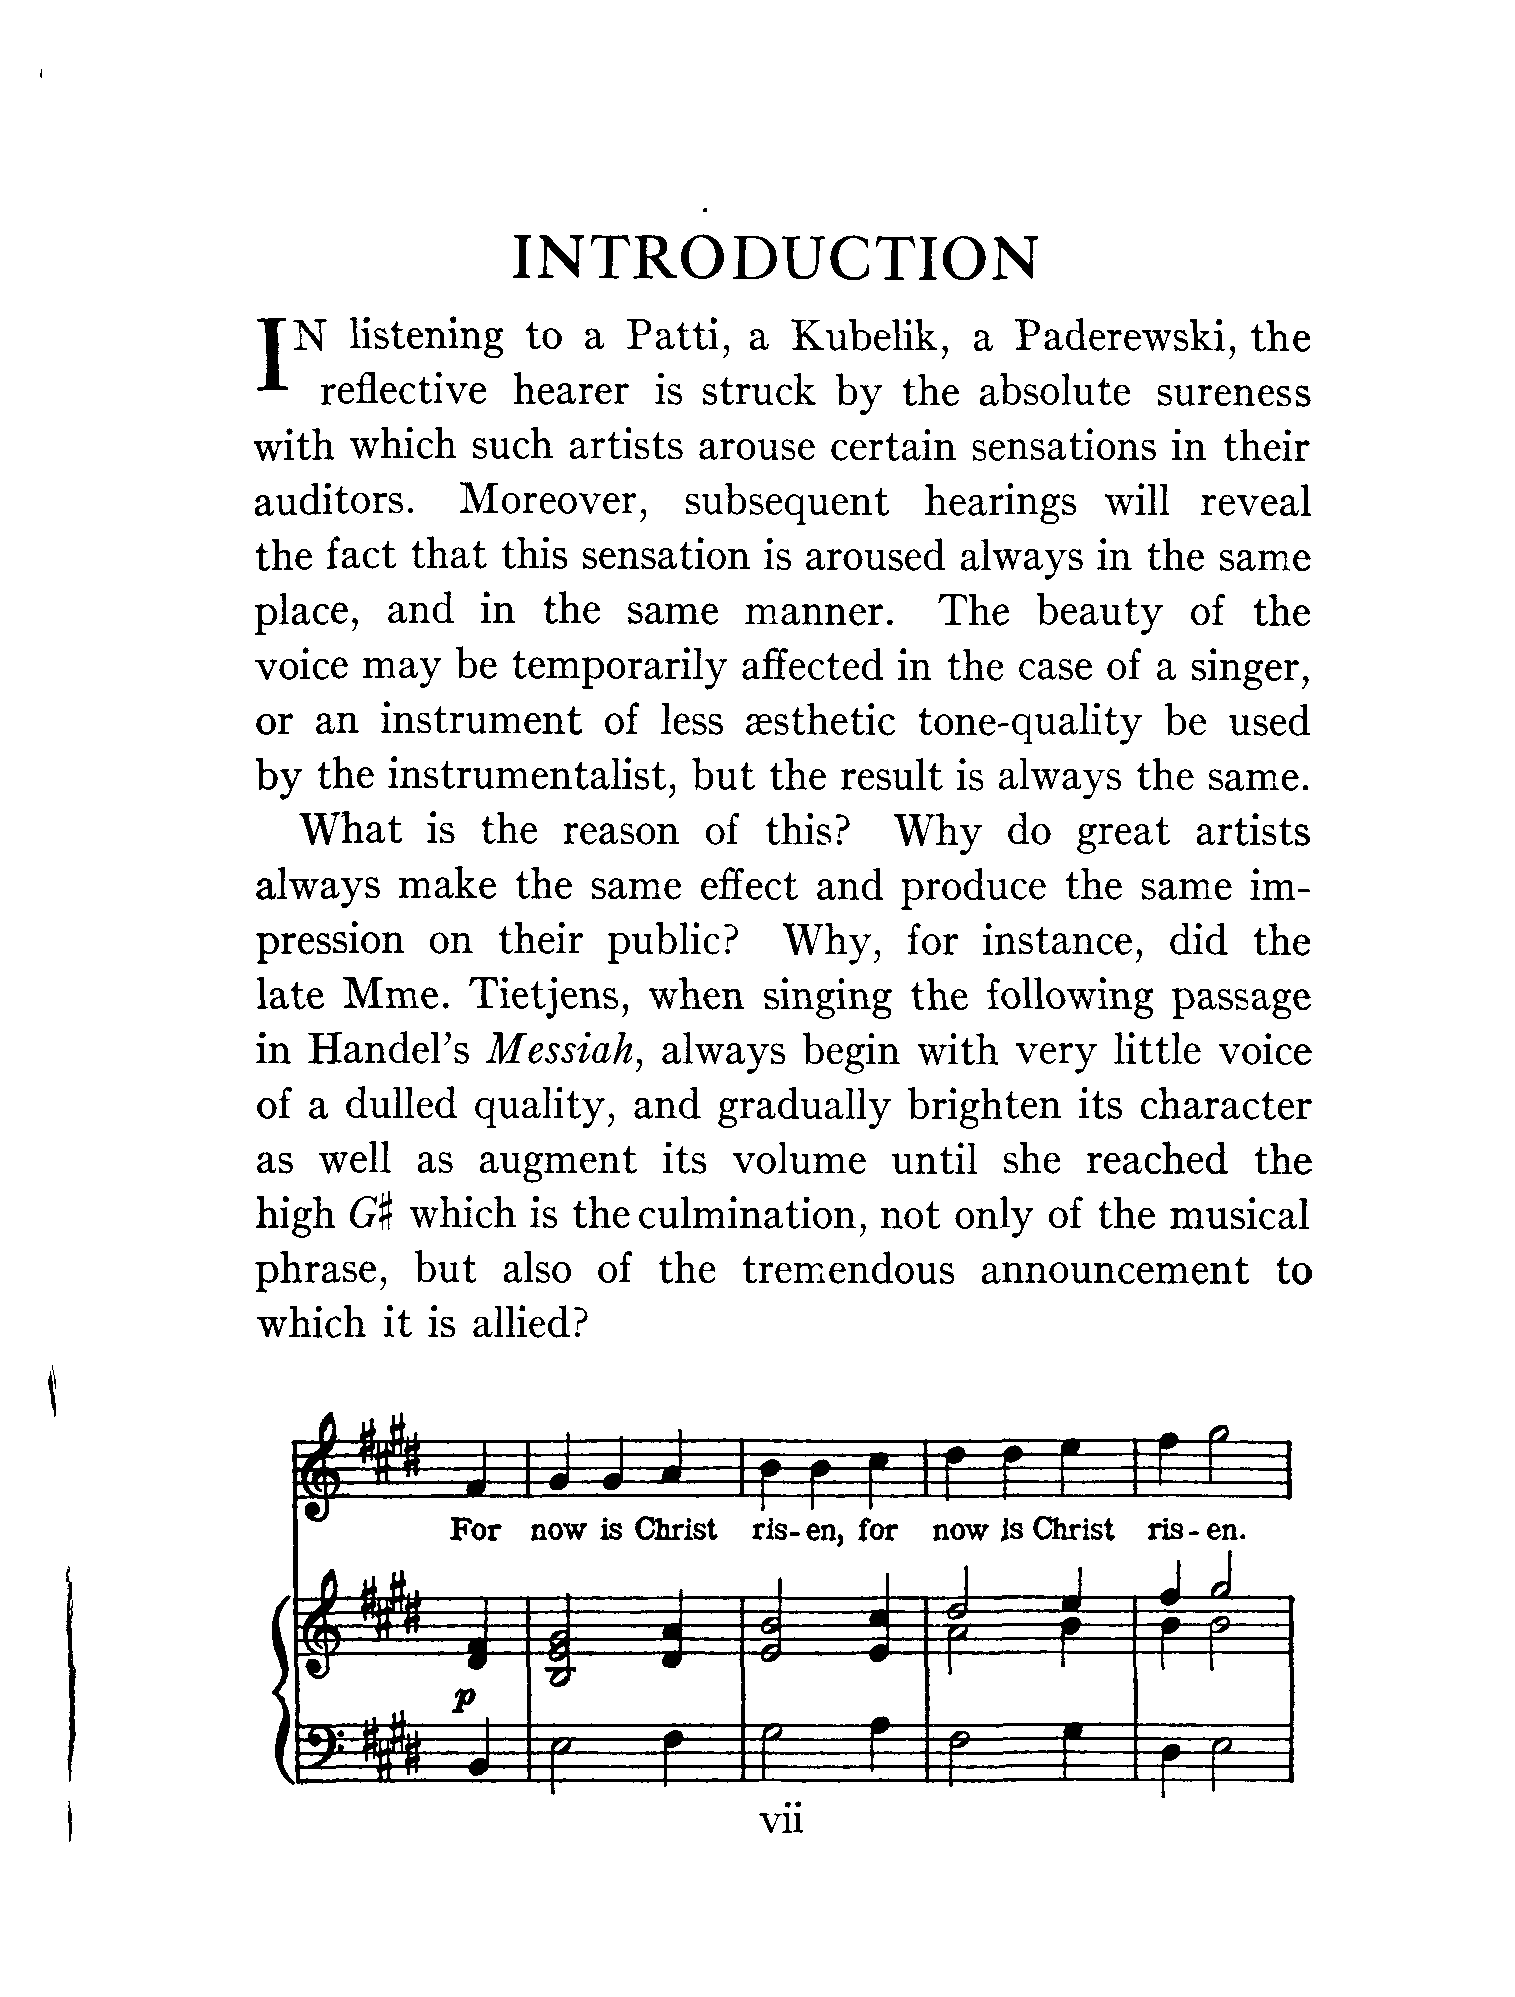 INTRODUCTION
IN listening to a Patti, a Kubelik, a Paderewski, the
reflective hearer is struck by the absolute sureness
with which such artists arouse certain sensations in their
auditors. Moreover, subsequent hearings will reveal
the fact that this sensation is aroused always in the same
place, and in the same manner. The beauty of the
voice may be temporarily affected in the case of a singer,
or an instrument of less æsthetic tone-quality be used
by the instrumentalist, but the result is always the same.
What is the reason of this? Why do great artists
always make the same effect and produce the same im-
pression on their public? Why, for instance, did the
late Mme. Tietjens, when singing the following passage
in Handel's Messiah, always begin with very little voice
of a dulled quality, and gradually brighten its character
as well as augment its volume until she reached the
high G♯ which is the culmination, not only of the musical
phrase, but also of the tremendous announcement to
which it is allied?
For now is Christ ris-en, for now is Christ ris-en.
p
vii